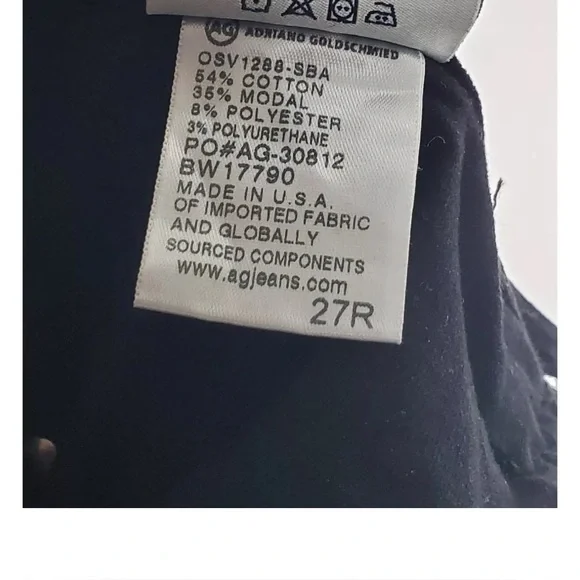 AG ADRIANO GOLDSCHMIED
OSV1288-SBA
54% COTTON
35% MODAL
8% POLYESTER
3% POLYURETHANE
PO#AG-30812
BW17790
MADE IN U.S.A.
OF IMPORTED FABRIC
AND GLOBALLY
SOURCED COMPONENTS
www.agjeans.com
27R